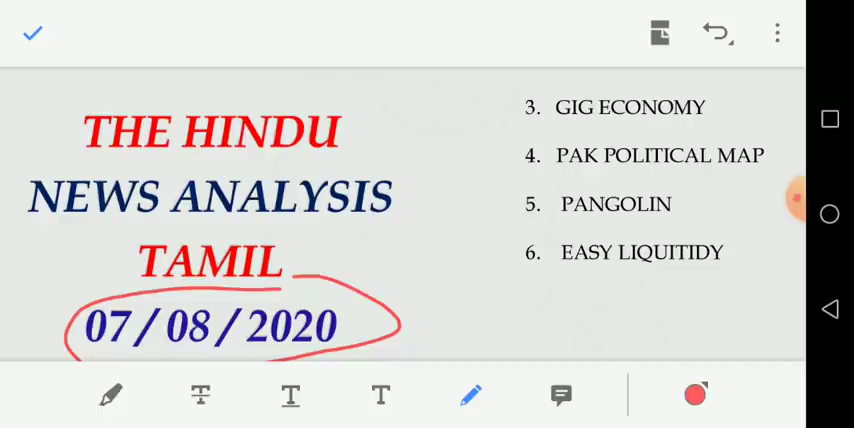 THE HINDU
NEWS ANALYSIS
TAMIL
07/08/2020
3. GIG ECONOMY
4. PAK POLITICAL MAP
5. PANGOLIN
6. EASY LIQUITIDY
T
T
T